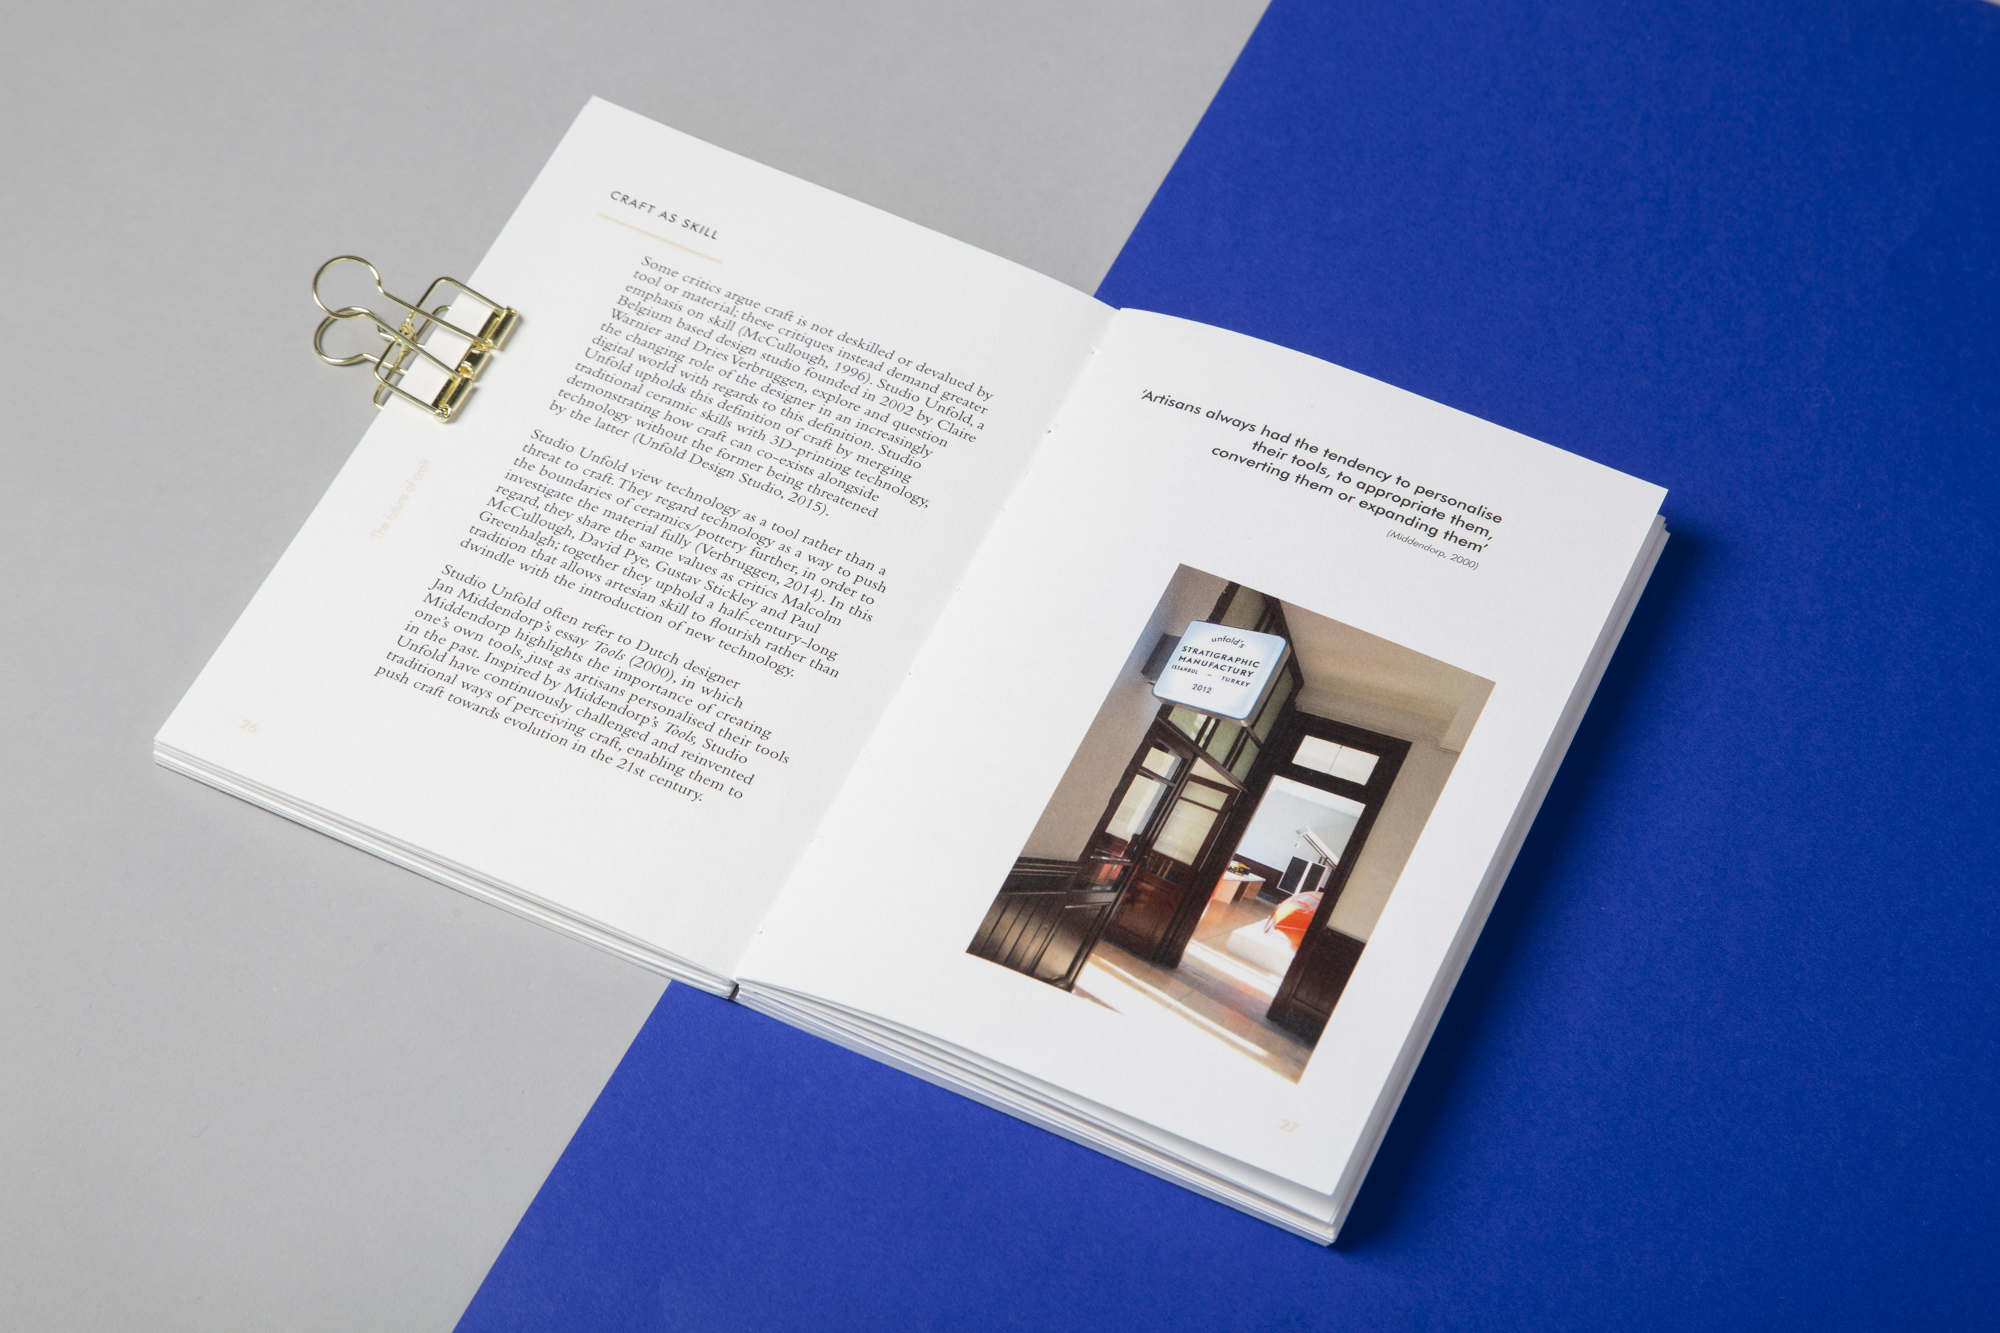 CRAFT AS SKILL
Some critics argue craft is not deskilled or devalued by
tool or material; these critiques instead demand greater
emphasis on skill (McCullough, 1996). Studio Unfold, a
Belgium based design studio founded in 2002 by Claire
Warnier and Dries Verbruggen, explore and question
the changing role of the designer in an increasingly
digital world with regards to this definition. Studio
Unfold upholds this definition of craft by merging
traditional ceramic skills with 3D-printing technology,
demonstrating how craft can co-exists alongside
technology without the former being threatened
by the latter (Unfold Design Studio, 2015).
Studio Unfold view technology as a tool rather than a
threat to craft. They regard technology as a way to push
the boundaries of ceramics/pottery further, in order to
investigate the material fully (Verbruggen, 2014). In this
regard, they share the same values as critics Malcolm
McCullough, David Pye, Gustav Stickley and Paul
Greenhalgh; together they uphold a half-century-long
tradition that allows artesian skill to flourish rather than
dwindle with the introduction of new technology.
Studio Unfold often refer to Dutch designer
Jan Middendorp's essay Tools (2000), in which
Middendorp highlights the importance of creating
one's own tools, just as artisans personalised their tools
in the past. Inspired by Middendorp's Tools, Studio
Unfold have continuously challenged and reinvented
traditional ways of perceiving craft, enabling them to
push craft towards evolution in the 21st century.
26
'Artisans always had the tendency to personalise
their tools, to appropriate them,
converting them or expanding them'
(Middendorp, 2000)
unfold's
STRATIGRAPHIC
MANUFACTURY
ISTANBUL – TURKEY
2012
27